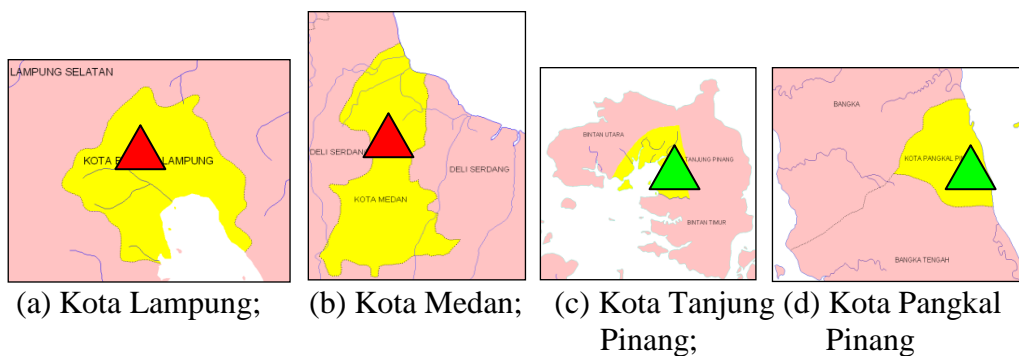 LAMPUNG SELATAN
LAMPUNG
DELI SERDANG
DELI SERDANG
KOTA MEDAN
BINTAN UTARA
TANJUNG PINANG
BINTAN TIMUR
BANGKA
KOTA PANGKAL
BANGKA TENGAH
(a) Kota Lampung;
(b) Kota Medan;
(c) Kota Tanjung
Pinang;
(d) Kota Pangkal
Pinang